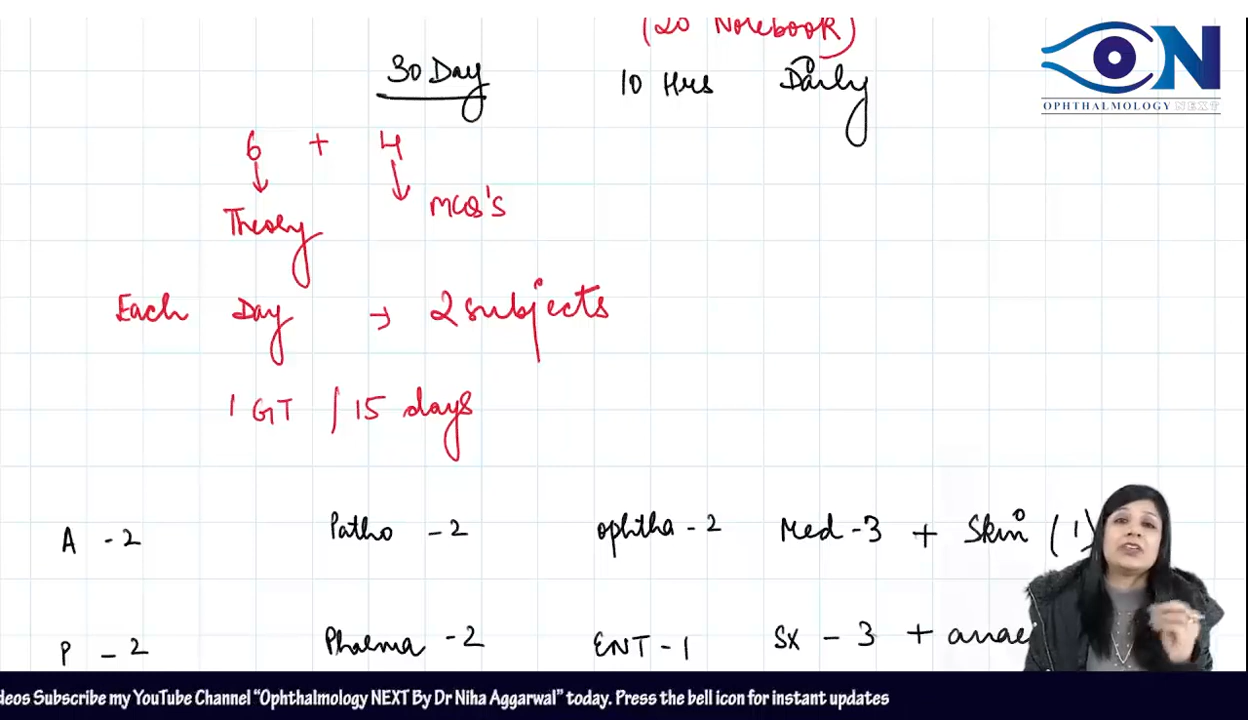 (20 Notebook)
30 Day 10 Hrs Daily
ON
OPHTHALMOLOGY NEXT
6 + 4
Theory MCQ's
Each Day → 2 subjects
1 GT / 15 days
A - 2 Patho - 2 ophtha - 2 Med - 3 + Skin (1)
P - 2 Pharma - 2 ENT - 1 SX - 3 + anae
deos Subscribe my YouTube Channel “Ophthalmology NEXT By Dr Niha Aggarwal” today. Press the bell icon for instant updates